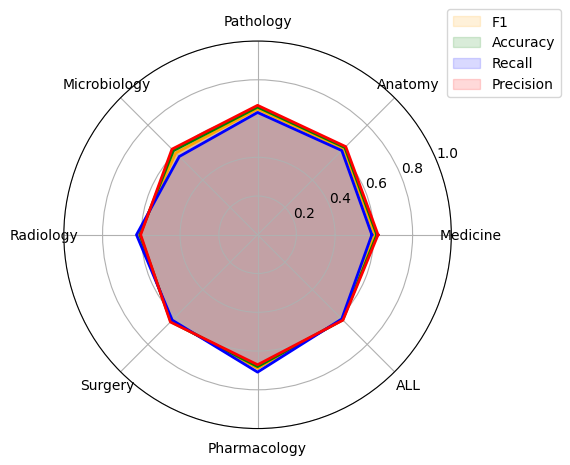 F1
Accuracy
Recall
Precision
Pathology
Microbiology
Anatomy
1.0
0.8
0.6
0.4
0.2
Radiology
Medicine
Surgery
ALL
Pharmacology